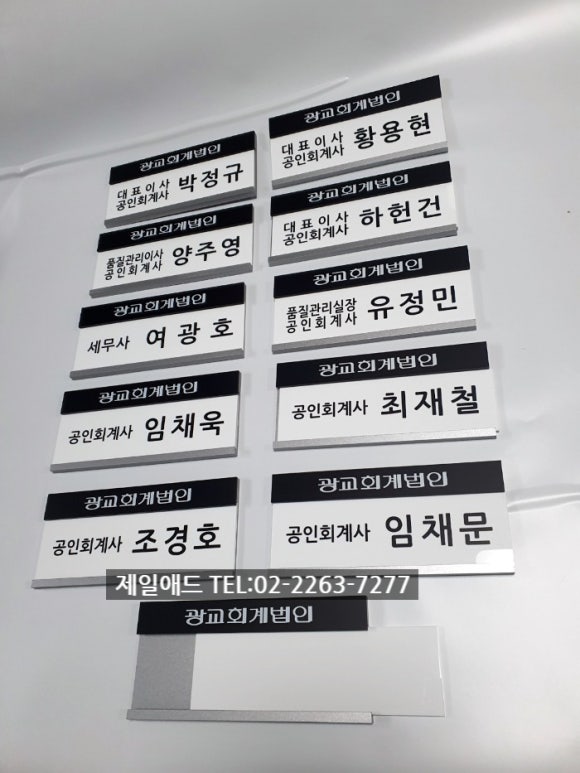 광교회계법인
대표이사
공인회계사
박정규
광교회계법인
대표이사
공인회계사
황용현
광교회계법인
품질관리이사
공인회계사
양주영
광교회계법인
대표이사
공인회계사
하헌건
광교회계법인
세무사 여광호
광교회계법인
품질관리실장
공인회계사
유정민
광교회계법인
공인회계사 임채욱
광교회계법인
공인회계사 최재철
광교회계법인
공인회계사 조경호
광교회계법인
공인회계사 임채문
제일애드 TEL:02-2263-7277
광교회계법인